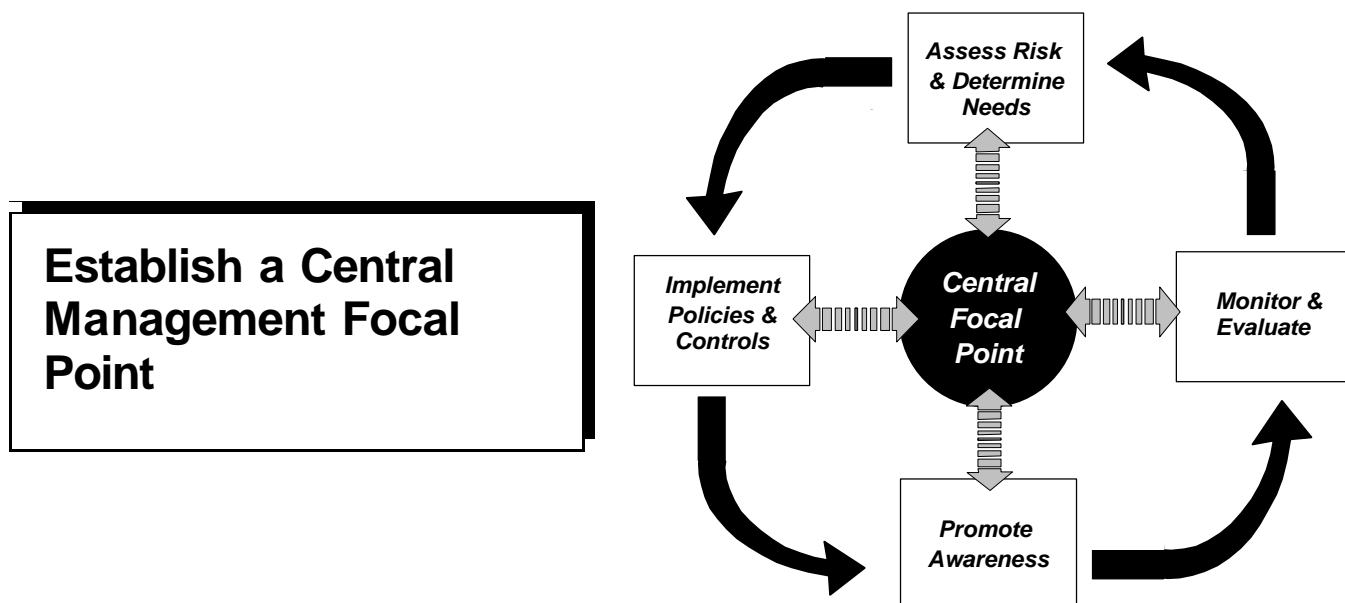 Establish a Central
Management Focal
Point
Assess Risk
& Determine
Needs
Implement
Policies &
Controls
Central
Focal
Point
Monitor &
Evaluate
Promote
Awareness